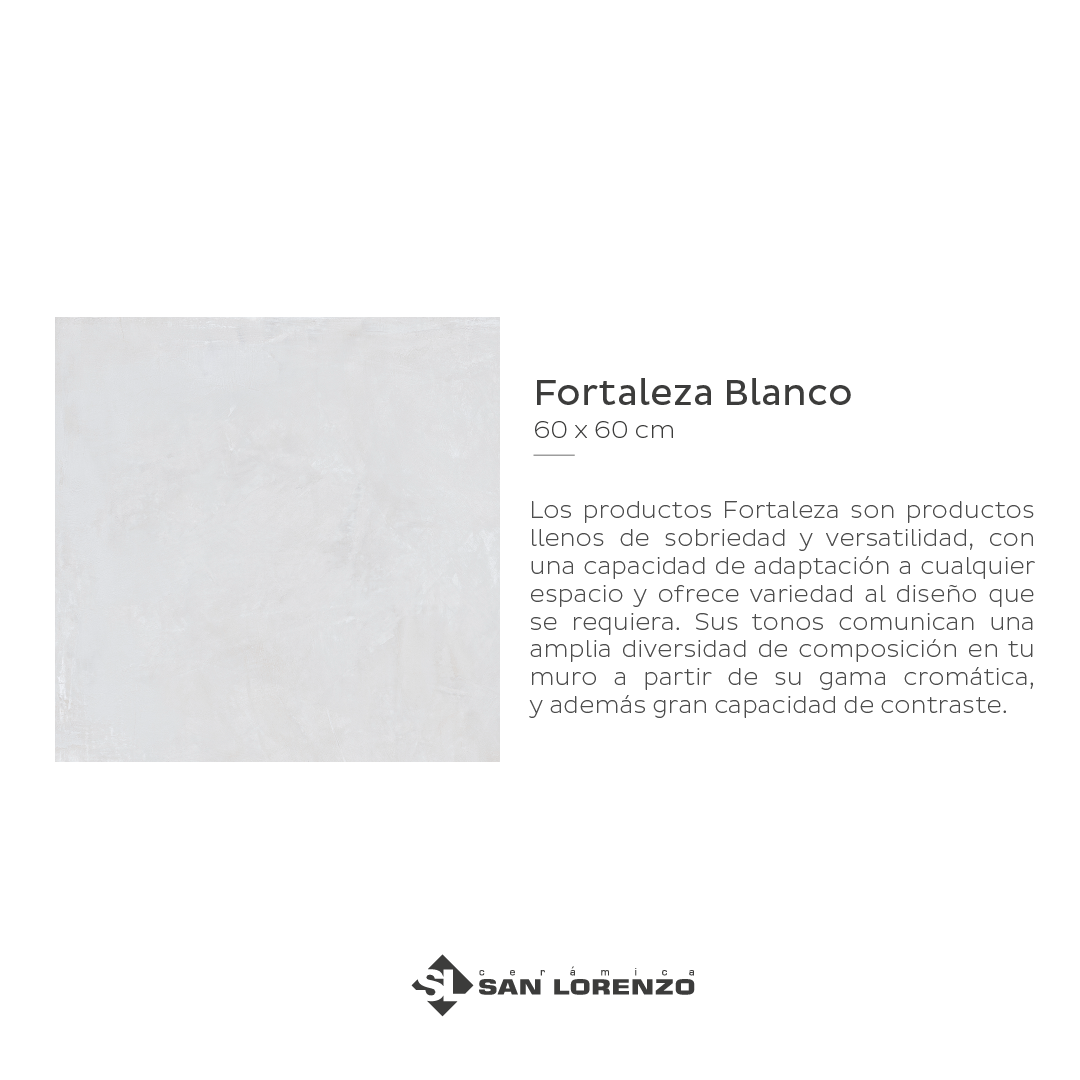 Fortaleza Blanco
60 x 60 cm
Los productos Fortaleza son productos
llenos de sobriedad y versatilidad, con
una capacidad de adaptación a cualquier
espacio y ofrece variedad al diseño que
se requiera. Sus tonos comunican una
amplia diversidad de composición en tu
muro a partir de su gama cromática,
y además gran capacidad de contraste.
SL
cerámica
SAN LORENZO